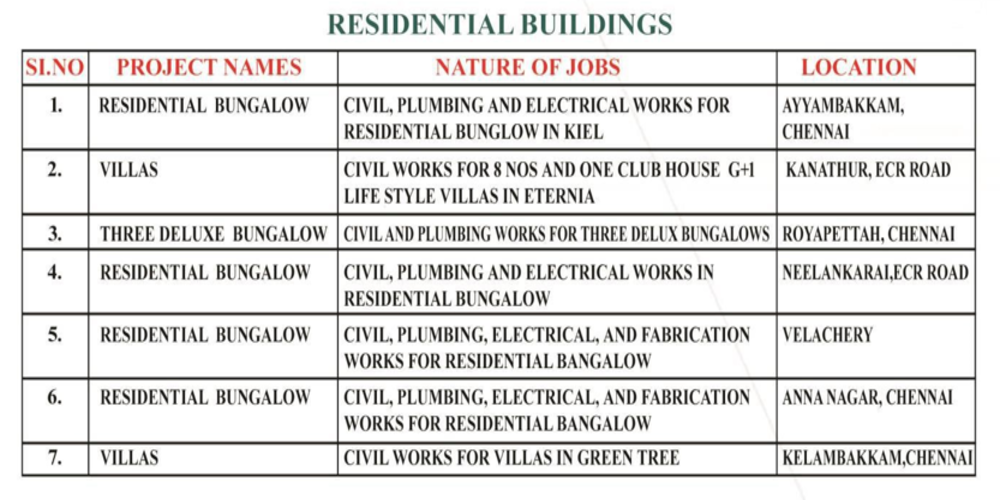 RESIDENTIAL BUILDINGS
SI.NO PROJECT NAMES NATURE OF JOBS LOCATION
1. RESIDENTIAL BUNGALOW CIVIL, PLUMBING AND ELECTRICAL WORKS FOR AYYAMBAKKAM,
RESIDENTIAL BUNGLOW IN KIEL CHENNAI
2. VILLAS CIVIL WORKS FOR 8 NOS AND ONE CLUB HOUSE G+1 KANATHUR, ECR ROAD
LIFE STYLE VILLAS IN ETERNIA
3. THREE DELUXE BUNGALOW CIVIL AND PLUMBING WORKS FOR THREE DELUX BUNGALOWS ROYAPETTAH, CHENNAI
4. RESIDENTIAL BUNGALOW CIVIL, PLUMBING AND ELECTRICAL WORKS IN NEELANKARAI,ECR ROAD
RESIDENTIAL BUNGALOW
5. RESIDENTIAL BUNGALOW CIVIL, PLUMBING, ELECTRICAL, AND FABRICATION VELACHERY
WORKS FOR RESIDENTIAL BANGALOW
6. RESIDENTIAL BUNGALOW CIVIL, PLUMBING, ELECTRICAL, AND FABRICATION ANNA NAGAR, CHENNAI
WORKS FOR RESIDENTIAL BUNGALOW
7. VILLAS CIVIL WORKS FOR VILLAS IN GREEN TREE KELAMBAKKAM,CHENNAI